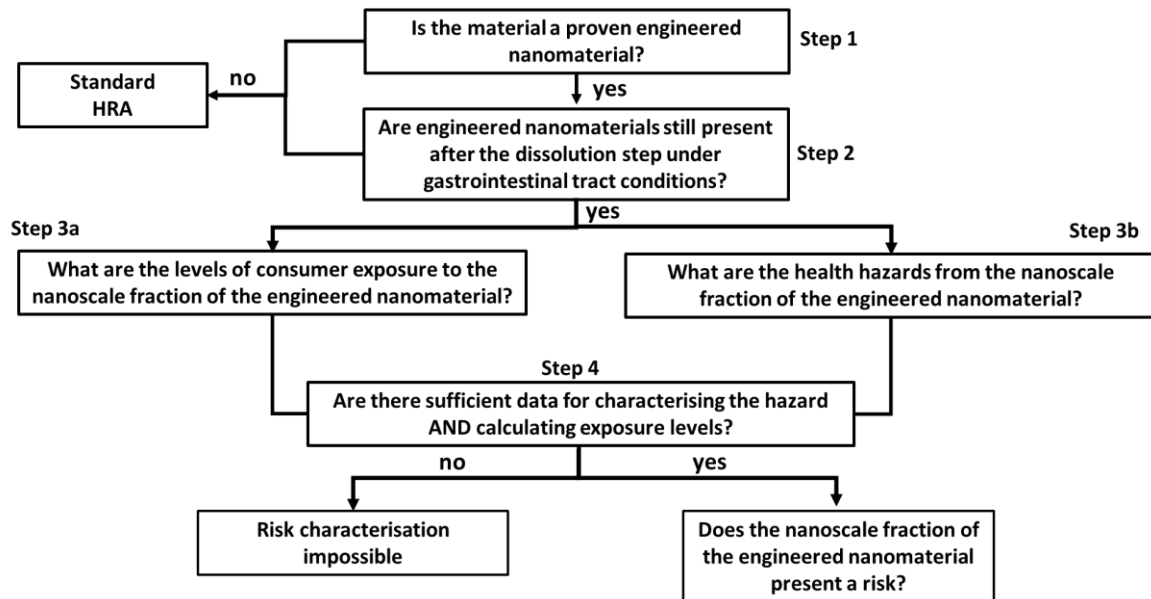 Is the material a proven engineered
nanomaterial?
Step 1
Standard
HRA
no
yes
Are engineered nanomaterials still present
after the dissolution step under
gastrointestinal tract conditions?
Step 2
yes
Step 3a
Step 3b
What are the levels of consumer exposure to the
nanoscale fraction of the engineered nanomaterial?
What are the health hazards from the nanoscale
fraction of the engineered nanomaterial?
Step 4
Are there sufficient data for characterising the hazard
AND calculating exposure levels?
no
yes
Risk characterisation
impossible
Does the nanoscale fraction of
the engineered nanomaterial
present a risk?